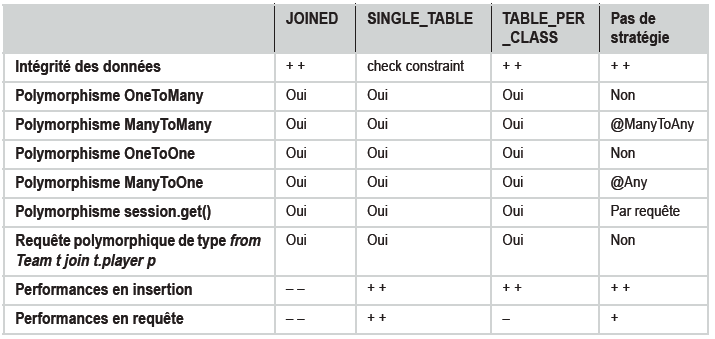 JOINED SINGLE_TABLE TABLE_PER Pas de
_CLASS stratégie
Intégrité des données + + check constraint + + + +
Polymorphisme OneToMany Oui Oui Oui Non
Polymorphisme ManyToMany Oui Oui Oui @ManyToAny
Polymorphisme OneToOne Oui Oui Oui Non
Polymorphisme ManyToOne Oui Oui Oui @Any
Polymorphisme session.get() Oui Oui Oui Par requête
Requête polymorphique de type from Oui Oui Oui Non
Team t join t.player p
Performances en insertion – – + + + + + +
Performances en requête – – + + – +